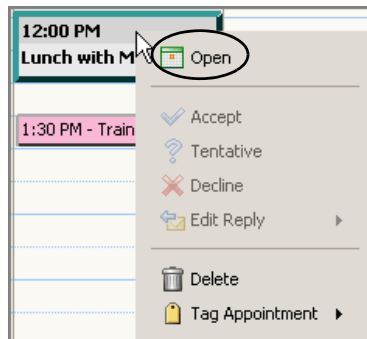 12:00 PM
Lunch with M
Open
Accept
1:30 PM - Train
Tentative
Decline
Edit Reply
Delete
Tag Appointment